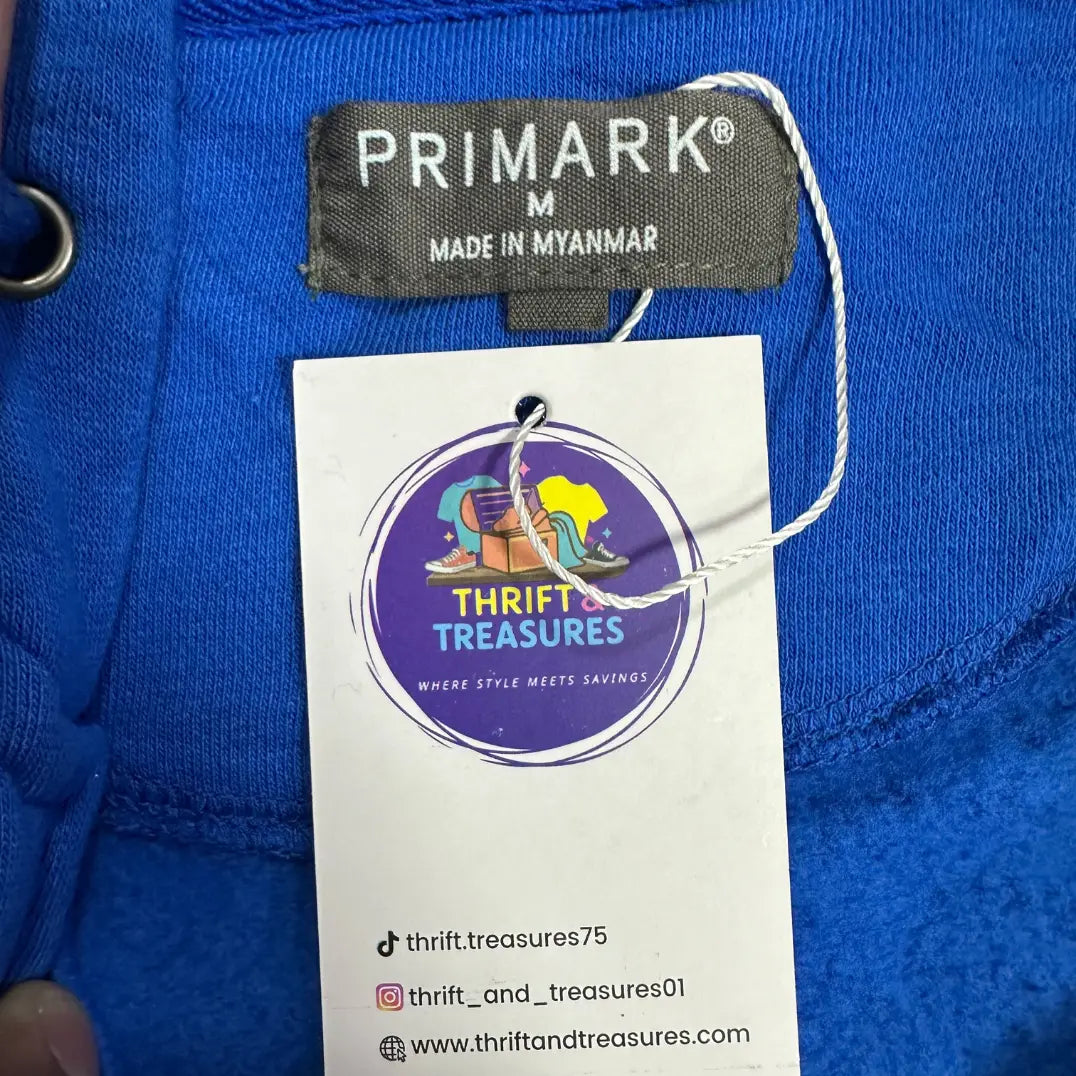 PRIMARK®
M
MADE IN MYANMAR
THRIFT &
TREASURES
WHERE STYLE MEETS SAVINGS
thrift.treasures75
thrift_and_treasures01
www.thriftandtreasures.com